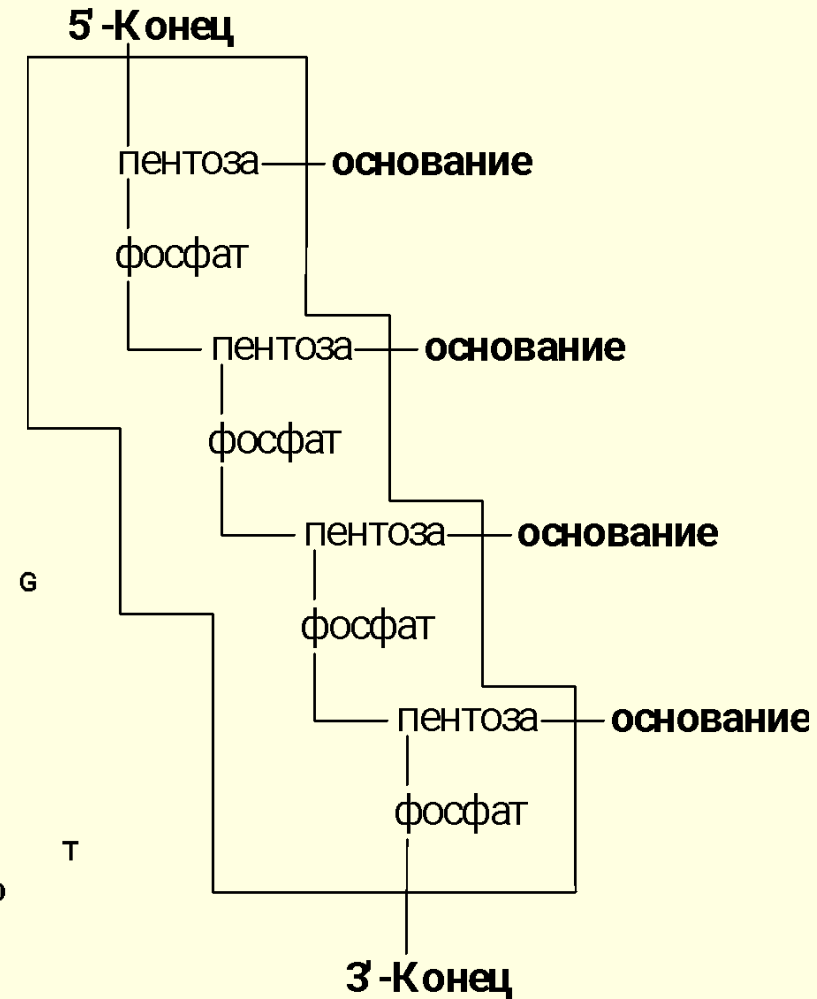 5'-Конец
пентоза основание
фосфат
пентоза основание
фосфат
пентоза основание
G
фосфат
пентоза основание
фосфат
T
3'-Конец